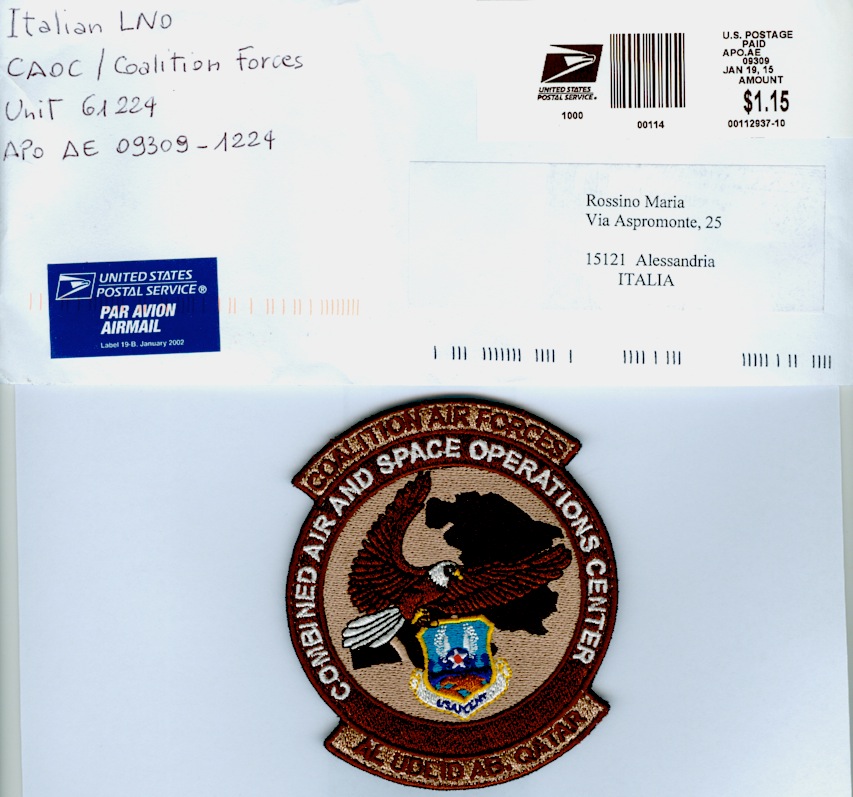 Italian LNO
CAOC / Coalition Forces
Unit 61224
APO AE 09309-1224
UNITED STATES
POSTAL SERVICE®
1000
00114
U.S. POSTAGE
PAID
APO.AE
09309
JAN 19, 15
AMOUNT
$1.15
00112937-10
Rossino Maria
Via Aspromonte, 25
15121 Alessandria
ITALIA
UNITED STATES
POSTAL SERVICE®
PAR AVION
AIRMAIL
Label 19-B, January 2002
COALITION AIR FORCES
COMBINED AIR AND SPACE OPERATIONS CENTER
USAFCENT
AL UDEID AB, QATAR